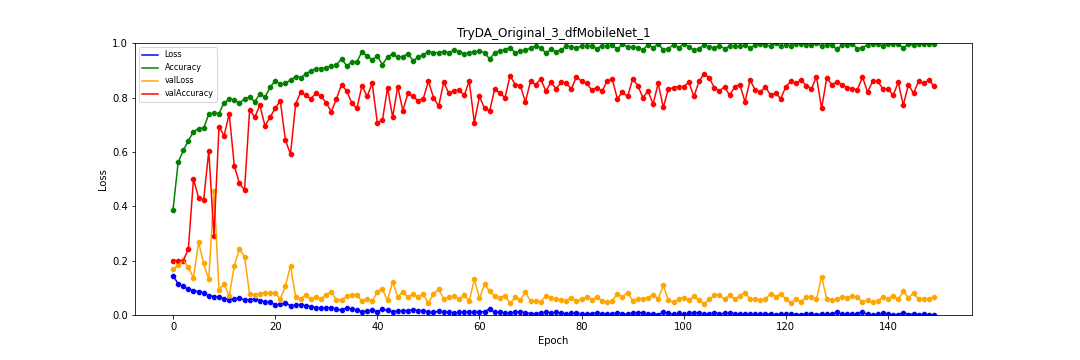 TryDA_Original_3_dfMobileNet_1
Loss
Accuracy
valLoss
valAccuracy
1.0
0.8
0.6
0.4
0.2
0.0
Loss
0 20 40 60 80 100 120 140
Epoch